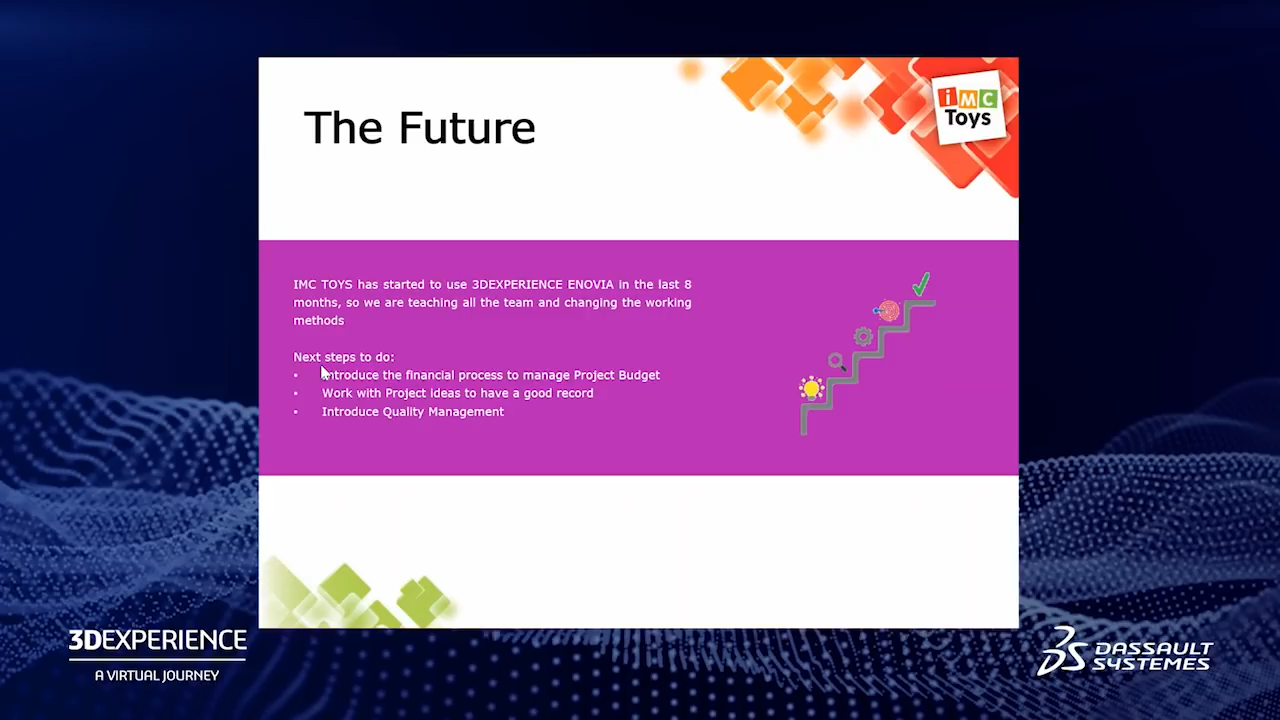 iMC
Toys
The Future
IMC TOYS has started to use 3DEXPERIENCE ENOVIA in the last 8
months, so we are teaching all the team and changing the working
methods
Next steps to do:
• Introduce the financial process to manage Project Budget
• Work with Project ideas to have a good record
• Introduce Quality Management
3DEXPERIENCE
A VIRTUAL JOURNEY
DASSAULT
SYSTEMES